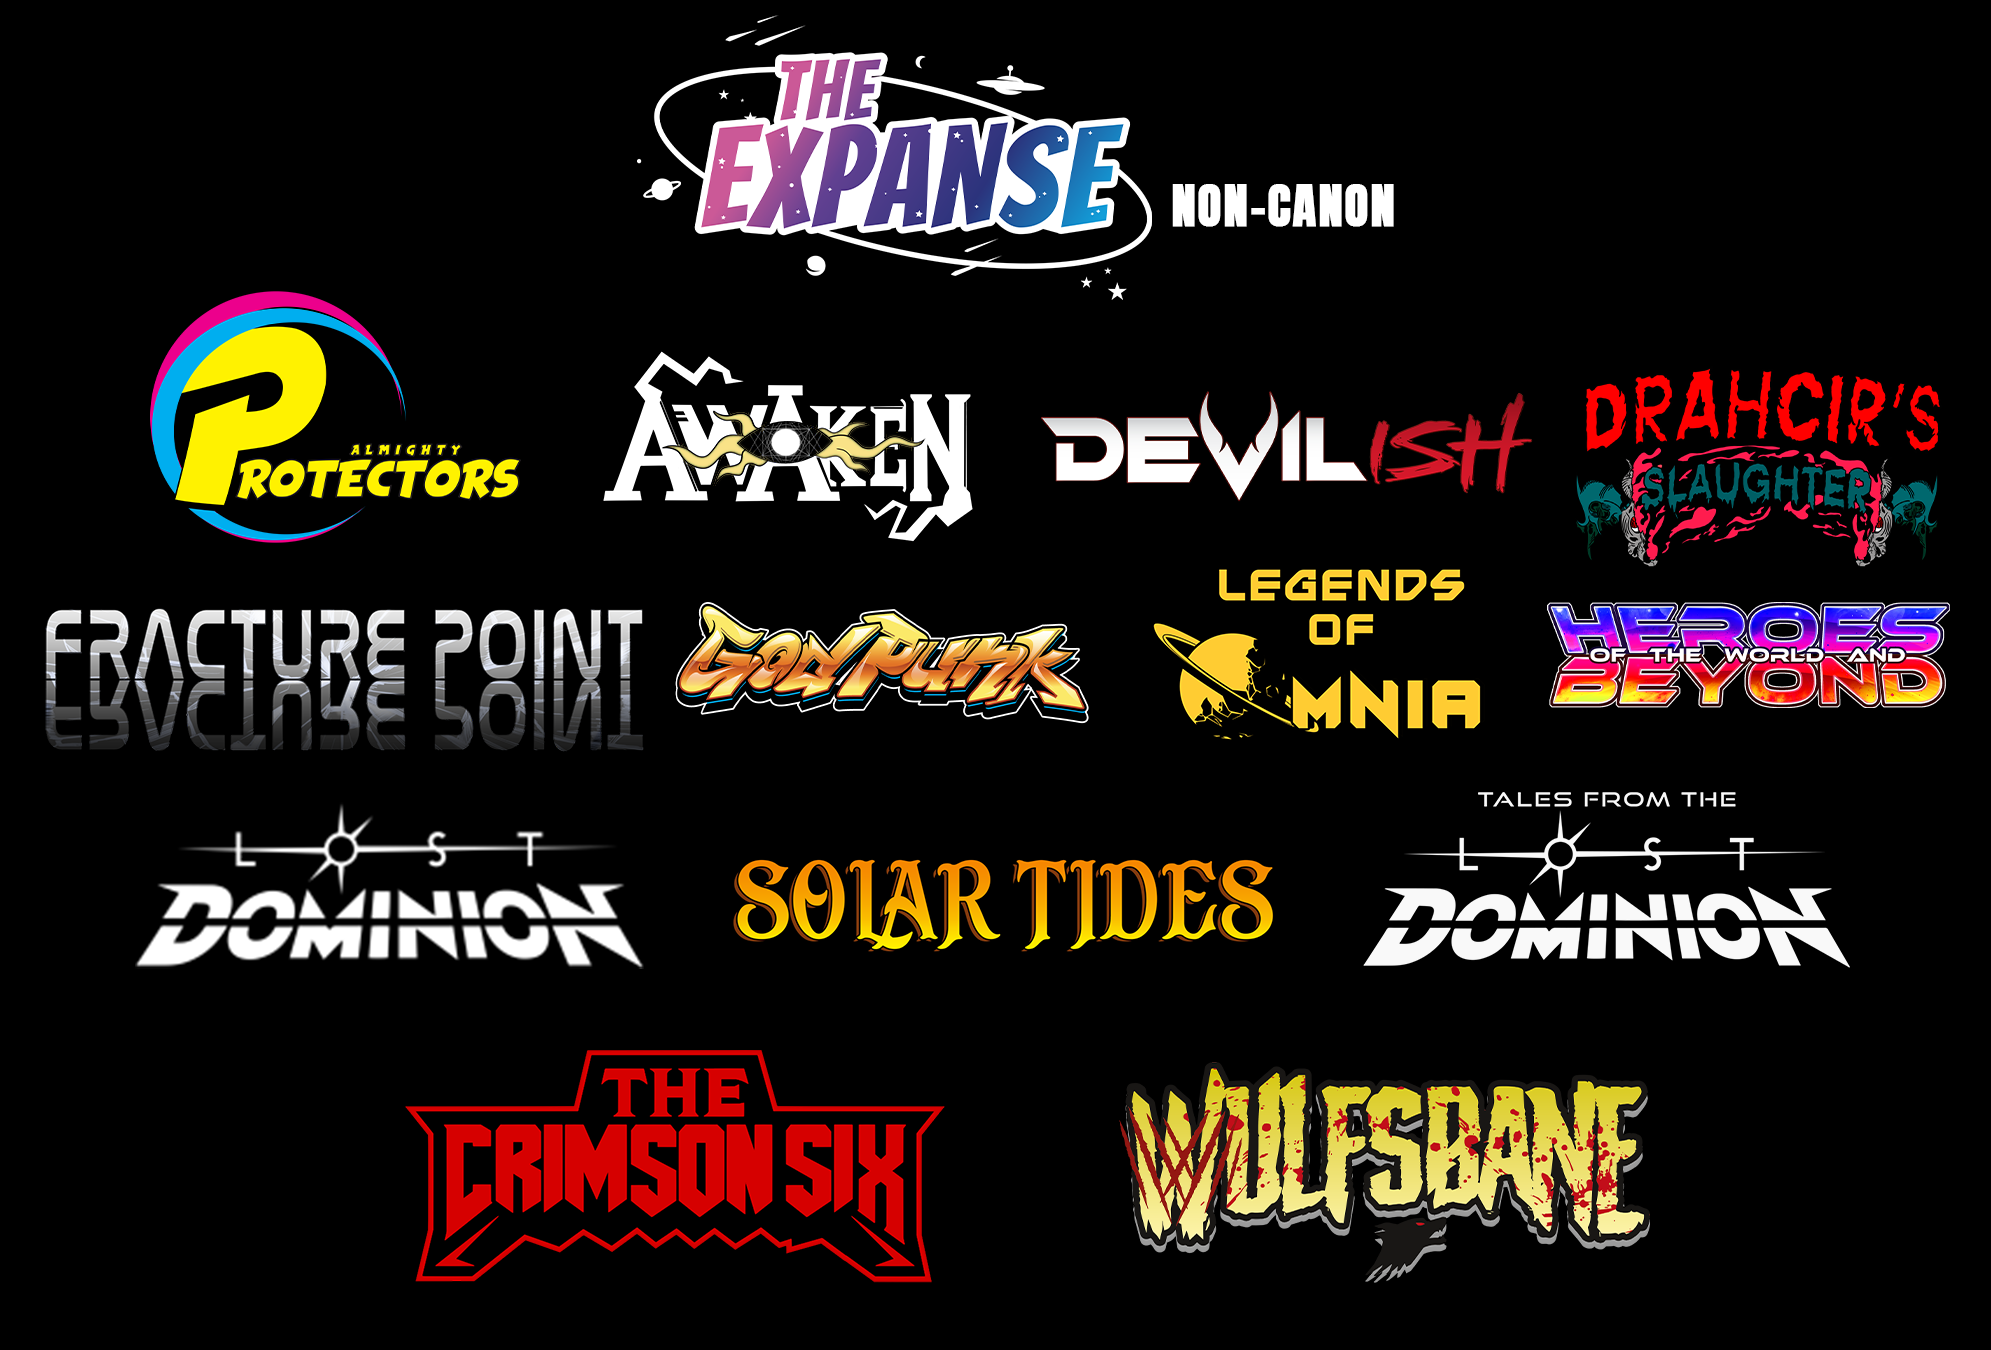 THE
EXPANSE
NON-CANON
ALMIGHTY
PROTECTORS
AWAKEN
DEVILISH
DRAHCIR'S
SLAUGHTER
FRACTURE POINT
GODPUNK
LEGENDS
OF
OMNIA
HEROES
OF THE WORLD AND
BEYOND
LOST
DOMINION
SOLAR TIDES
TALES FROM THE
LOST
DOMINION
THE
CRIMSON SIX
WULFSBANE